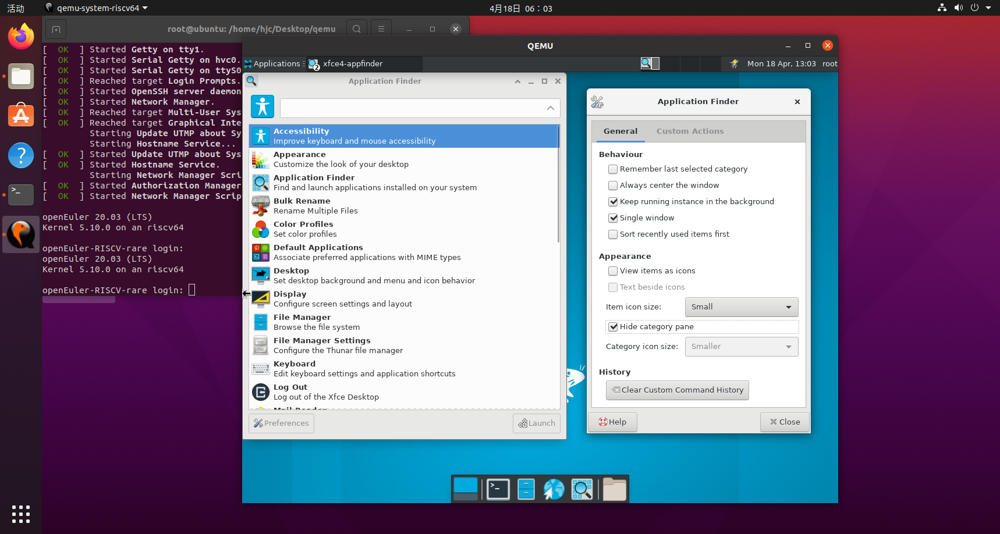 活动
qemu-system-riscv64
4月18日 06：03
root@ubuntu: /home/hjc/Desktop/qemu
[  OK  ] Started Getty on tty1.
[  OK  ] Started Serial Getty on hvc0.
[  OK  ] Started Serial Getty on ttyS0
[  OK  ] Reached target Login Prompts.
[  OK  ] Started OpenSSH server daemon
[  OK  ] Started Network Manager.
[  OK  ] Reached target Multi-User Sys
[  OK  ] Reached target Graphical Inte
Starting Update UTMP about Sy
Starting Hostname Service...
[  OK  ] Started Update UTMP about Sys
[  OK  ] Started Hostname Service.
Starting Network Manager Scri
[  OK  ] Started Authorization Manager
[  OK  ] Started Network Manager Scrip
openEuler 20.03 (LTS)
Kernel 5.10.0 on an riscv64
openEuler-RISCV-rare login:
openEuler 20.03 (LTS)
Kernel 5.10.0 on an riscv64
openEuler-RISCV-rare login:
QEMU
Applications
2
xfce4-appfinder
Mon 18 Apr, 13:03
root
Application Finder
Accessibility
Improve keyboard and mouse accessibility
Appearance
Customize the look of your desktop
Application Finder
Find and launch applications installed on your system
Bulk Rename
Rename Multiple Files
Color Profiles
Set color profiles
Default Applications
Associate preferred applications with MIME types
Desktop
Set desktop background and menu and icon behavior
Display
Configure screen settings and layout
File Manager
Browse the file system
File Manager Settings
Configure the Thunar file manager
Keyboard
Edit keyboard settings and application shortcuts
Log Out
Log out of the Xfce Desktop
Mail Reader
Preferences
Launch
Application Finder
General
Custom Actions
Behaviour
Remember last selected category
Always center the window
Keep running instance in the background
Single window
Sort recently used items first
Appearance
View items as icons
Text beside icons
Item icon size:
Small
Hide category pane
Category icon size:
Smaller
History
Clear Custom Command History
Help
Close